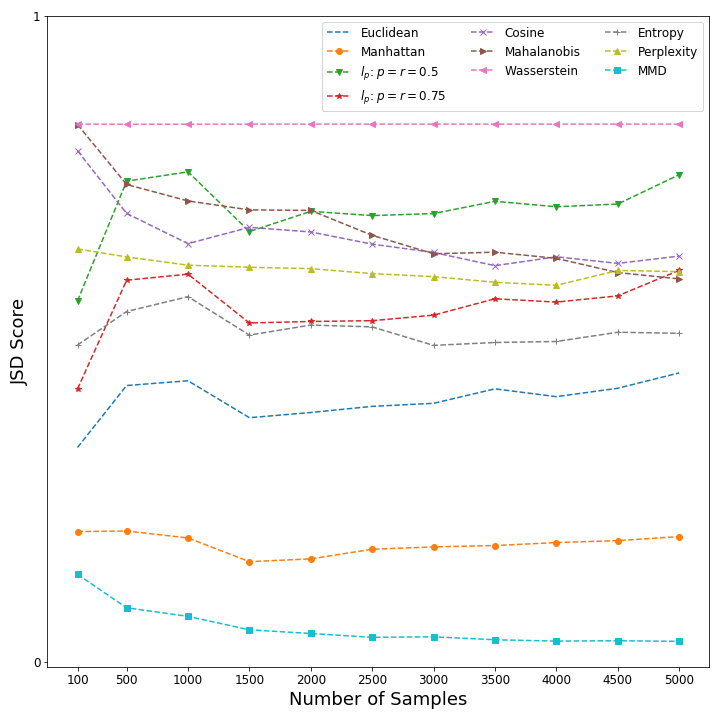 1
Euclidean Cosine Entropy
Manhattan Mahalanobis Perplexity
l_p: p = r = 0.5 Wasserstein MMD
l_p: p = r = 0.75
JSD Score
0
100 500 1000 1500 2000 2500 3000 3500 4000 4500 5000
Number of Samples